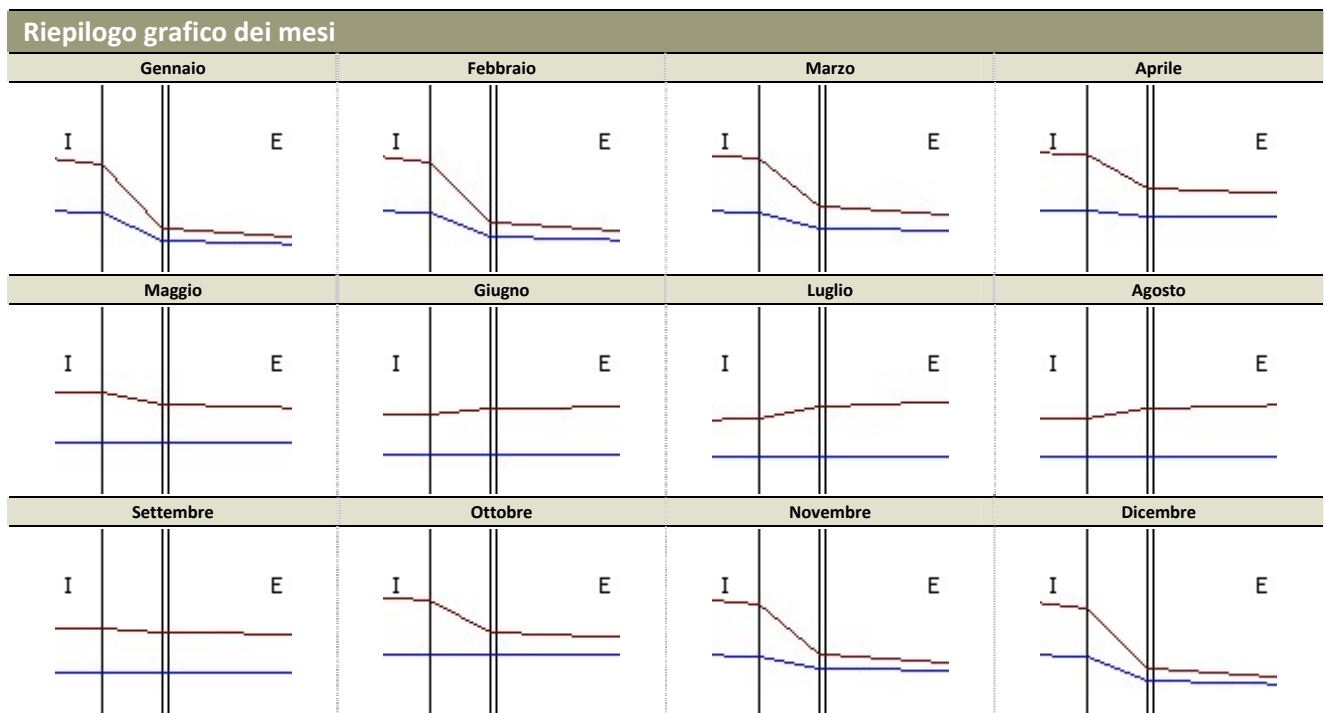 Riepilogo grafico dei mesi
Gennaio Febbraio Marzo Aprile
I E I E I E I E
Maggio Giugno Luglio Agosto
I E I E I E I E
Settembre Ottobre Novembre Dicembre
I E I E I E I E